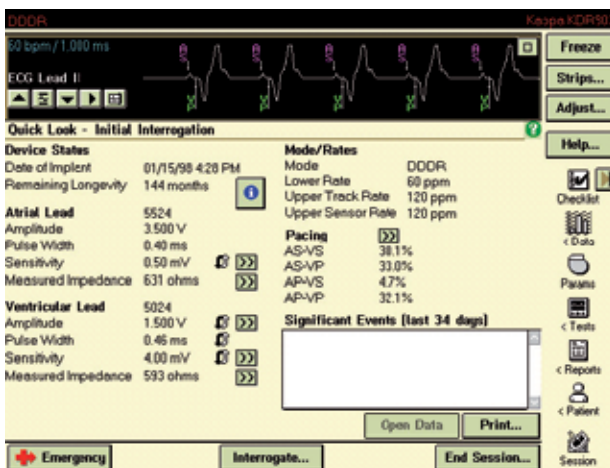 DDDR Kappa KDR90
60 bpm / 1,000 ms
ECG Lead II
Freeze
Strips...
Adjust...
Help...
Quick Look - Initial Interrogation
Device Status
Date of Implant 01/15/98 4:28 PM
Remaining Longevity 144 months
Atrial Lead 5524
Amplitude 3.500 V
Pulse Width 0.40 ms
Sensitivity 0.50 mV
Measured Impedance 631 ohms
Ventricular Lead 5024
Amplitude 1.500 V
Pulse Width 0.46 ms
Sensitivity 4.00 mV
Measured Impedance 593 ohms
Mode/Rates
Mode DDDR
Lower Rate 60 ppm
Upper Track Rate 120 ppm
Upper Sensor Rate 120 ppm
Pacing >>
AS-VS 30.1%
AS-VP 33.0%
AP-VS 4.7%
AP-VP 32.1%
Significant Events (last 34 days)
Open Data Print...
Checklist
< Data
Params
< Tests
< Reports
< Patient
Session
Emergency Interrogate... End Session...